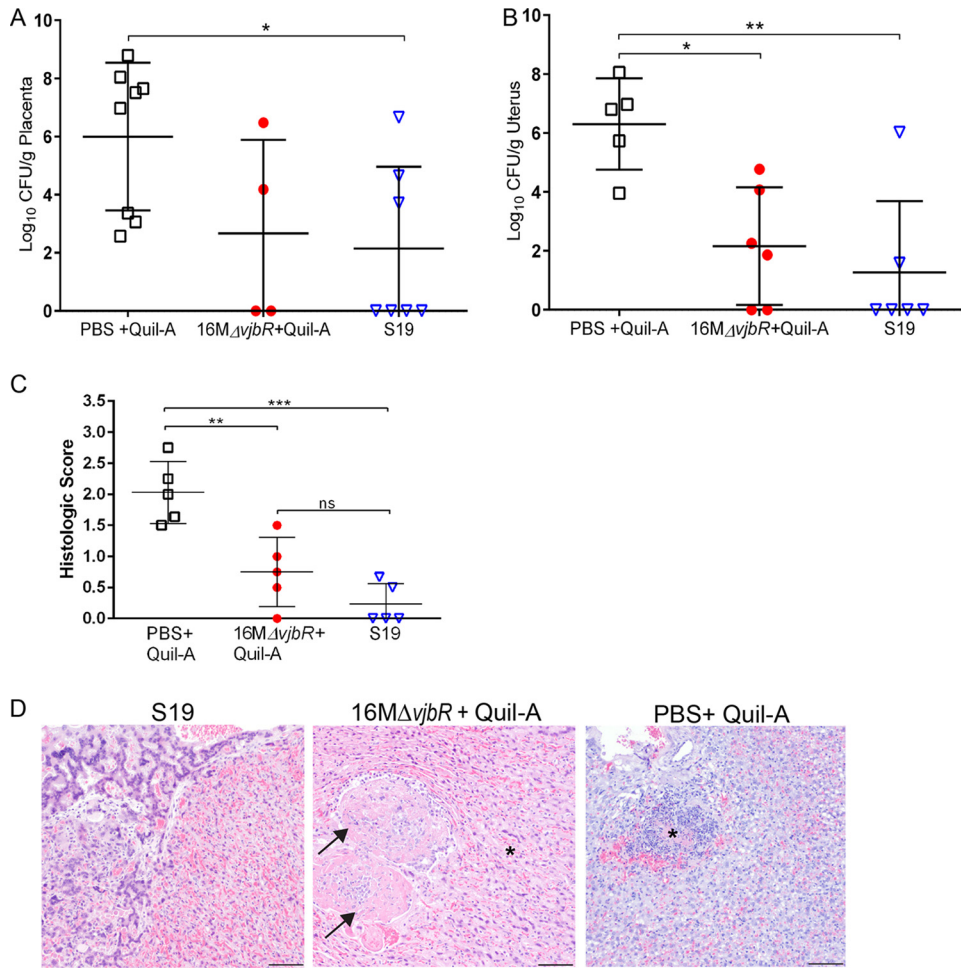 A
Log10 CFU/g Placenta
10
8
6
4
2
0
*
PBS +Quil-A
16MΔvjbR+Quil-A
S19
B
Log10 CFU/g Uterus
10
8
6
4
2
0
**
*
PBS +Quil-A
16MΔvjbR+Quil-A
S19
C
Histologic Score
3.5
3.0
2.5
2.0
1.5
1.0
0.5
0.0
***
**
ns
PBS+
Quil-A
16MΔvjbR+
Quil-A
S19
D
S19
16MΔvjbR + Quil-A
PBS+ Quil-A
*
*